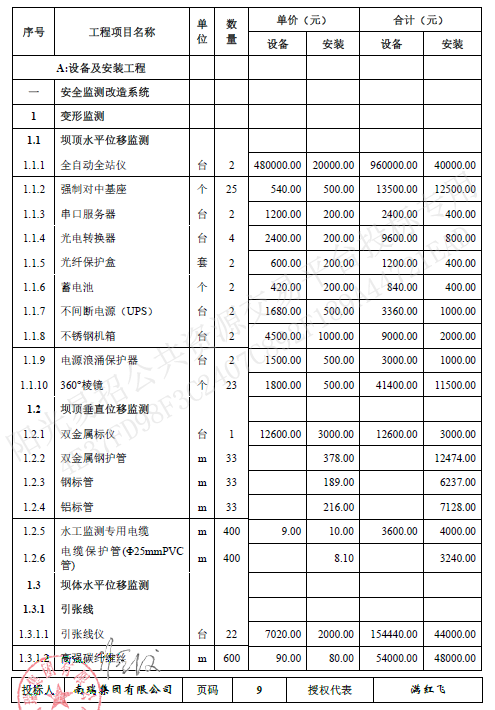 序号 工程项目名称 单位 数量 单价（元） 合计（元）
设备 安装 设备 安装
A:设备及安装工程
一 安全监测改造系统
1 变形监测
1.1 坝顶水平位移监测
1.1.1 全自动全站仪 台 2 480000.00 20000.00 960000.00 40000.00
1.1.2 强制对中基座 个 25 540.00 500.00 13500.00 12500.00
1.1.3 串口服务器 台 2 1200.00 200.00 2400.00 400.00
1.1.4 光电转换器 台 4 2400.00 200.00 9600.00 800.00
1.1.5 光纤保护盒 套 2 600.00 200.00 1200.00 400.00
1.1.6 蓄电池 个 2 420.00 200.00 840.00 400.00
1.1.7 不间断电源（UPS） 台 2 1680.00 500.00 3360.00 1000.00
1.1.8 不锈钢机箱 台 2 4500.00 1000.00 9000.00 2000.00
1.1.9 电源浪涌保护器 台 2 1500.00 500.00 3000.00 1000.00
1.1.10 360°棱镜 个 23 1800.00 500.00 41400.00 11500.00
1.2 坝顶垂直位移监测
1.2.1 双金属标仪 台 1 12600.00 3000.00 12600.00 3000.00
1.2.2 双金属钢护管 m 33 378.00 12474.00
1.2.3 钢标管 m 33 189.00 6237.00
1.2.4 铝标管 m 33 216.00 7128.00
1.2.5 水工监测专用电缆 m 400 9.00 10.00 3600.00 4000.00
1.2.6 电缆保护管(Φ25mmPVC
管) m 400 8.10 3240.00
1.3 坝体水平位移监测
1.3.1 引张线
1.3.1.1 引张线仪 台 22 7020.00 2000.00 154440.00 44000.00
1.3.1.2 高强碳纤维丝 m 600 90.00 80.00 54000.00 48000.00
投标人 南瑞集团有限公司 页码 9 授权代表 满红飞